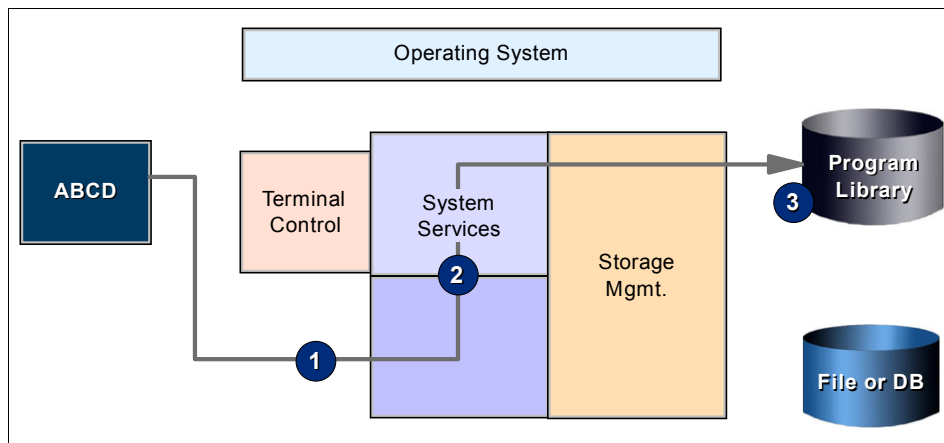 Operating System
ABCD
Terminal
Control
System
Services
Storage
Mgmt.
Program
Library
File or DB
1
2
3